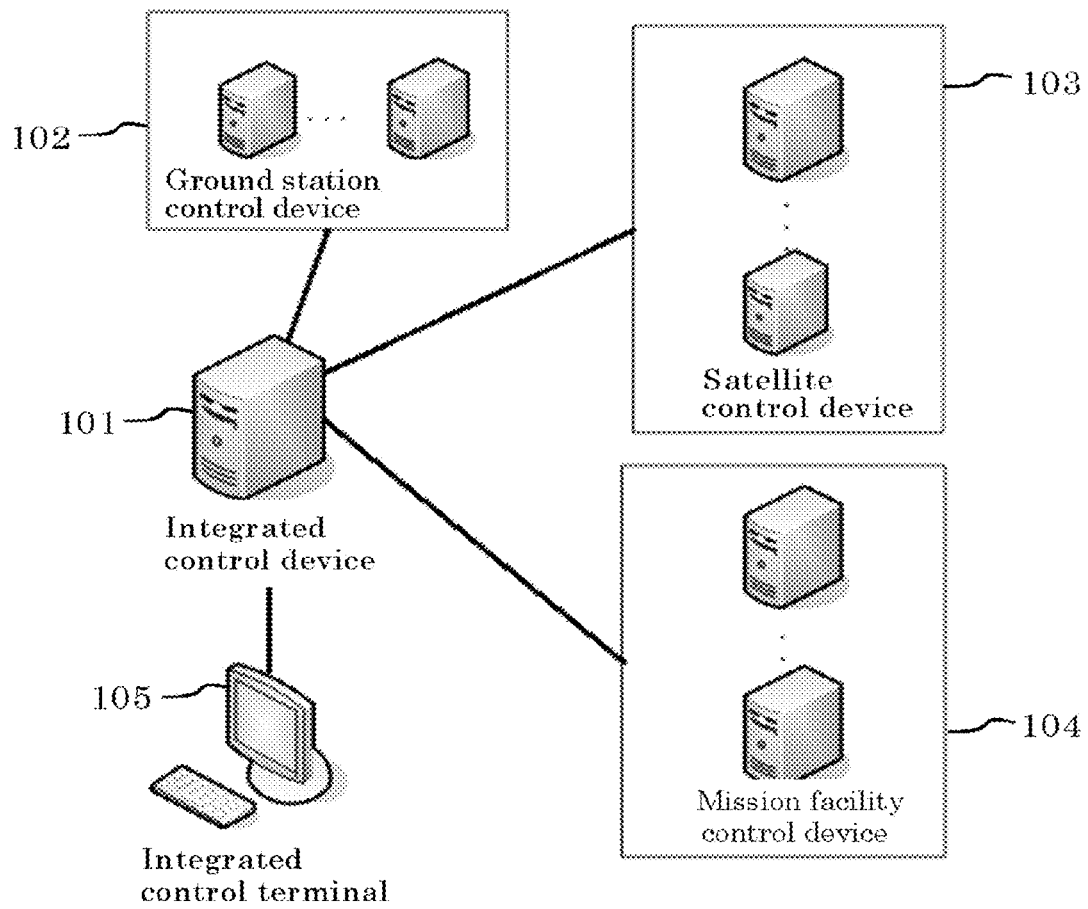 102
Ground station
control device
103
Satellite
control device
101
Integrated
control device
105
Integrated
control terminal
104
Mission facility
control device